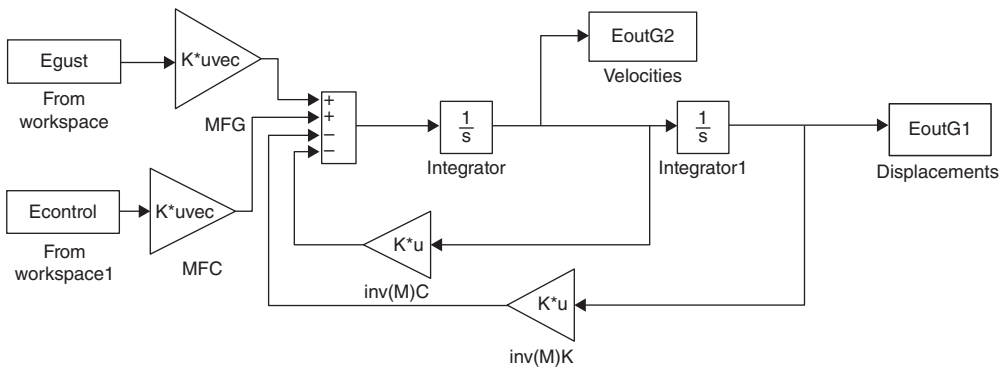 EoutG2
Velocities
Egust
From
workspace
K*uvec
MFG
+
+
−
−
1
s
Integrator
1
s
Integrator1
EoutG1
Displacements
Econtrol
From
workspace1
K*uvec
MFC
K*u
inv(M)C
K*u
inv(M)K